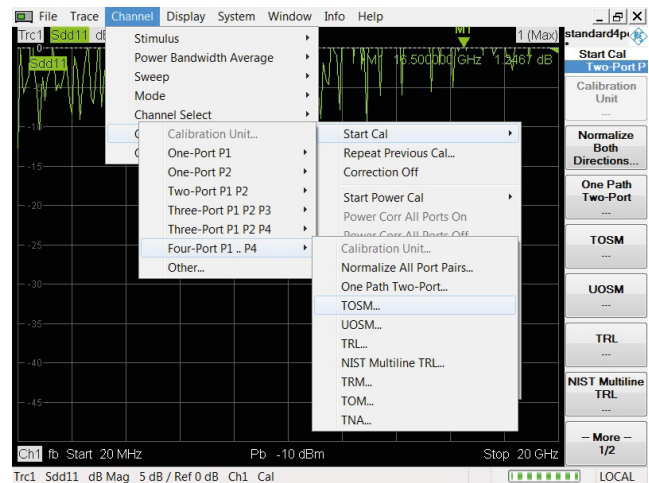 File Trace Channel Display System Window Info Help
Trc1 Sdd11
M1
1 (Max)
standard4p
Sdd11
M1 16.500000 GHz
Stimulus
Power Bandwidth Average
Sweep
Mode
Channel Select
Calibration Unit...
One-Port P1
One-Port P2
Two-Port P1 P2
Three-Port P1 P2 P3
Three-Port P1 P2 P4
Four-Port P1 .. P4
Other...
Start Cal
Repeat Previous Cal...
Correction Off
Start Power Cal
Power Corr All Ports On
Power Corr All Ports Off
Calibration Unit...
Normalize All Port Pairs...
One Path Two-Port...
TOSM...
UOSM...
TRL...
NIST Multiline TRL...
TRM...
TOM...
TNA...
-15
-20
-25
-30
-35
-40
-45
Start Cal
Two-Port P
Calibration
Unit
...
Normalize
Both
Directions...
One Path
Two-Port
...
TOSM
...
UOSM
...
TRL
...
NIST Multiline
TRL
...
-- More --
1/2
Ch1 fb Start 20 MHz Pb -10 dBm Stop 20 GHz
Trc1 Sdd11 dB Mag 5 dB / Ref 0 dB Ch1 Cal LOCAL